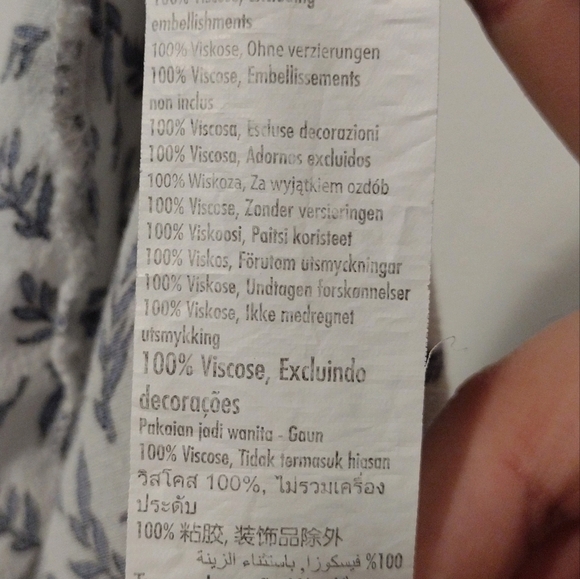 100% Viscose, Excluding
embellishments
100% Viskose, Ohne verzierungen
100% Viscose, Embellissements
non inclus
100% Viscosa, Escluse decorazioni
100% Viscosa, Adornos excluidos
100% Wiskoza, Za wyjątkiem ozdób
100% Viscose, Zonder versieringen
100% Viskoosi, Paitsi koristeet
100% Viskos, Förutom utsmyckningar
100% Viskose, Undtagen forskønnelser
100% Viskose, Ikke medregnet
utsmykking
100% Viscose, Excluindo
decorações
Pakaian jadi wanita - Gaun
100% Viscose, Tidak termasuk hiasan
วิสโคส 100%, ไม่รวมเครื่อง
ประดับ
100% 粘胶, 装饰品除外
100% فيسكوزا, باستثناء الزينة